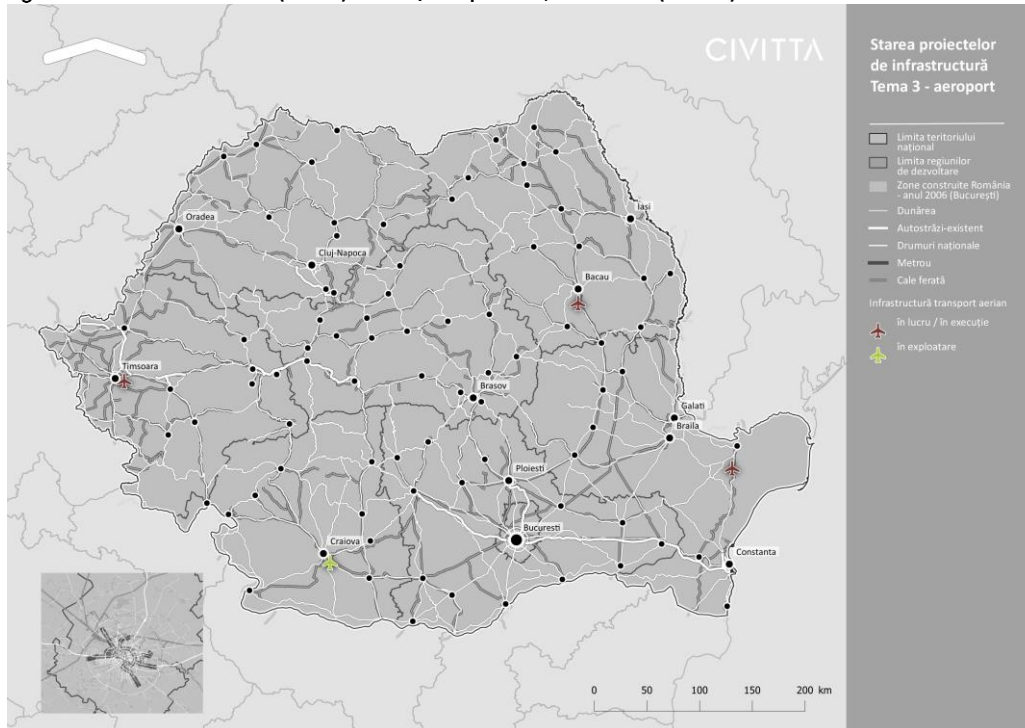 CIVITTA
Starea proiectelor
de infrastructură
Tema 3 - aeroport
Limita teritoriului
național
Limita regiunilor
de dezvoltare
Zone construite România
- anul 2006 (București)
Dunărea
Autostrăzi-existent
Drumuri naționale
Metrou
Cale ferată
Infrastructură transport aerian
în lucru / în execuție
în exploatare
Oradea
Iasi
Cluj-Napoca
Bacau
Timsoara
Brasov
Galati
Braila
Ploiesti
Bucuresti
Craiova
Constanta
0 50 100 150 200 km